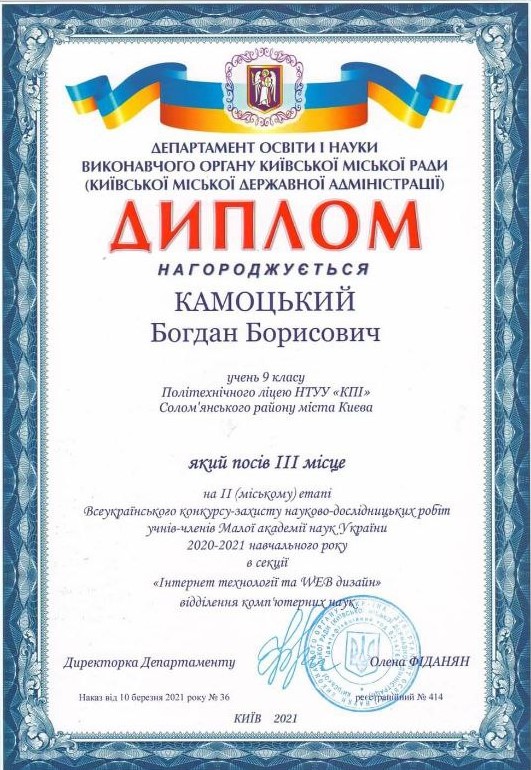 ДЕПАРТАМЕНТ ОСВІТИ І НАУКИ
ВИКОНАВЧОГО ОРГАНУ КИЇВСЬКОЇ МІСЬКОЇ РАДИ
(КИЇВСЬКОЇ МІСЬКОЇ ДЕРЖАВНОЇ АДМІНІСТРАЦІЇ)
ДИПЛОМ
НАГОРОДЖУЄТЬСЯ
КАМОЦЬКИЙ
Богдан Борисович
учень 9 класу
Політехнічного ліцею НТУУ «КПІ»
Солом'янського району міста Києва
який посів III місце
на II (міському) етапі
Всеукраїнського конкурсу-захисту науково-дослідницьких робіт
учнів-членів Малої академії наук України
2020-2021 навчального року
в секції
«Інтернет технології та WEB дизайн»
відділення комп'ютерних наук
Директорка Департаменту Олена ФІДАНЯН
Наказ від 10 березня 2021 року № 36 реєстраційний № 414
КИЇВ 2021